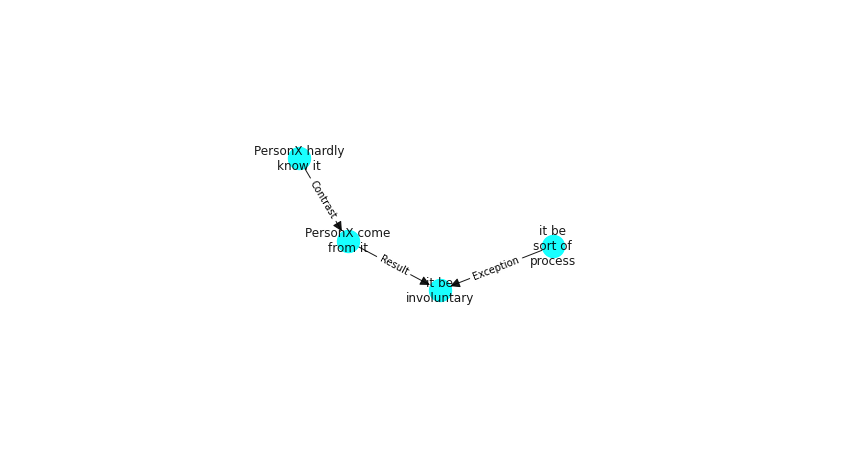 PersonX hardly
know it
Contrast
PersonX come
from it
Result
it be
involuntary
Exception
it be
sort of
process